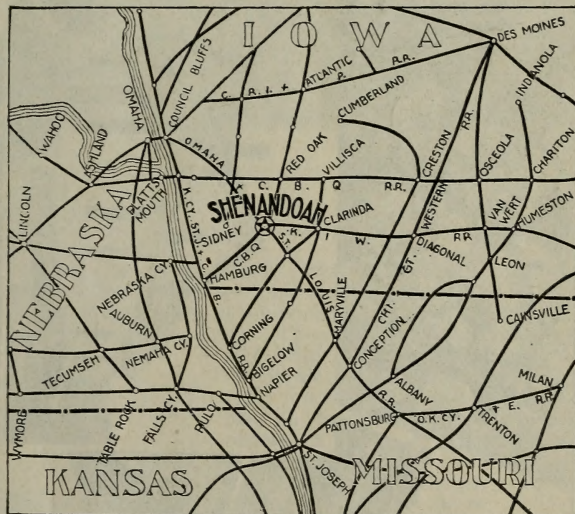 IOWA
DES MOINES
INDIANOLA
COUNCIL BLUFFS
OMAHA
C. R. I. + P. R.R.
ATLANTIC
CUMBERLAND
WAHOO
ASHLAND
OMAHA
RED OAK
VILLISCA
CRESTON
WESTERN R.R.
OSCEOLA
CHARITON
C. B. Q R.R.
PLATTSMOUTH
LINCOLN
NEBRASKA
SHENANDOAH
SIDNEY
CLARINDA
VAN WERT
HUMESTON
K. I W. R.R.
DIAGONAL
LEON
K. CY. ST. J + C. B. R.R.
C.B.Q
HAMBURG
ST. LOUIS R.R.
CHI. GT.
NEBRASKA CY.
AUBURN
NEMAHA CY.
CORNING
MARYVILLE
CAINSVILLE
CONCEPTION
BIGELOW
NAPIER
TECUMSEH
ALBANY
MILAN
PATTONSBURG
O.K.CY. + E. R.R.
TRENTON
WYMORE
TABLE ROCK
FALLS CY.
RULO
ST. JOSEPH
KANSAS
MISSOURI